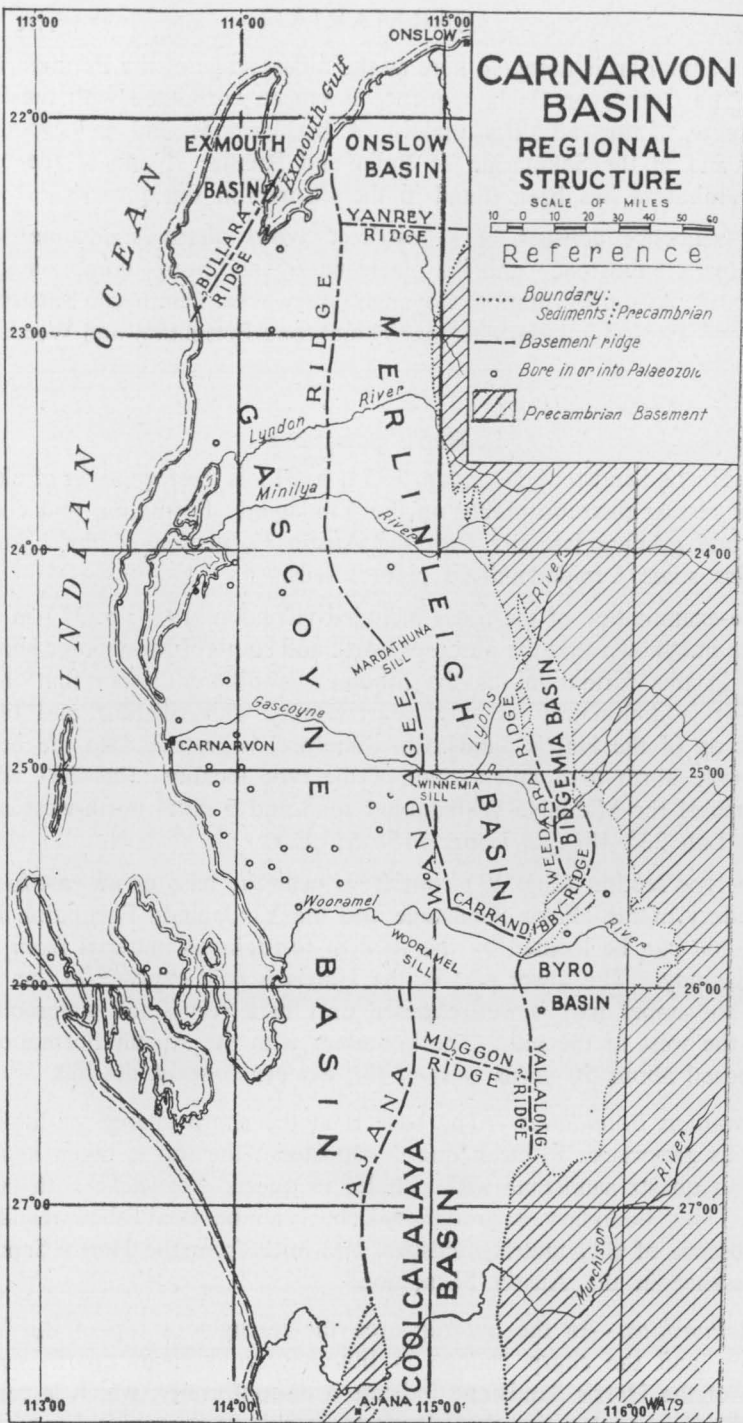 113°00'
114°00'
115°00'
ONSLOW
CARNARVON
BASIN
REGIONAL
STRUCTURE
SCALE OF MILES
10 0 10 20 30 40 50 60
Reference
Boundary:
Sediments: Precambrian
Basement ridge
Bore in or into Palaeozoic
Precambrian Basement
22°00'
Exmouth Gulf
EXMOUTH
BASIN
ONSLOW
BASIN
YANREY
RIDGE
BULLARA
RIDGE
INDIAN OCEAN
23°00'
WANDAGEE RIDGE
MERLINLEIGH BASIN
GASCOYNE BASIN
Lyndon River
Minilya River
24°00'
24°00'
MARDATHUNA
SILL
Lyons River
Gascoyne
CARNARVON
25°00'
25°00'
WINNEMIA
SILL
WEEDARRA RIDGE
BIDGEMIA BASIN
CARRANDIBBY RIDGE
Wooramel River
WOORAMEL
SILL
BYRO
BASIN
26°00'
26°00'
MUGGON
RIDGE
YALLALONG
RIDGE
AJANA
27°00'
27°00'
COOLCALALAYA
BASIN
Murchison River
AJANA
113°00'
114°00'
115°00'
116°00'
WA79